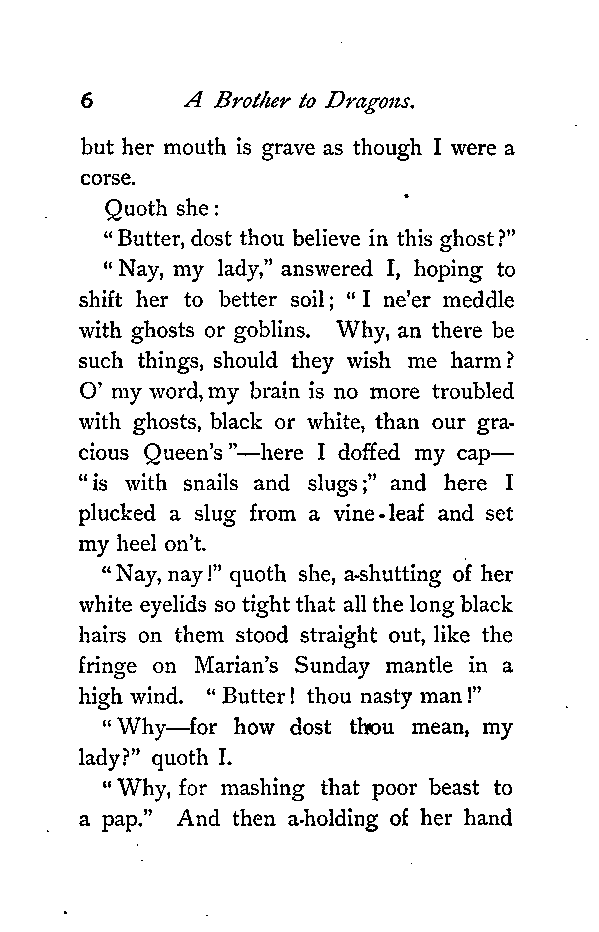 6 A Brother to Dragons.
but her mouth is grave as though I were a
corse.
Quoth she:
"Butter, dost thou believe in this ghost?"
"Nay, my lady," answered I, hoping to
shift her to better soil; "I ne'er meddle
with ghosts or goblins. Why, an there be
such things, should they wish me harm?
O' my word, my brain is no more troubled
with ghosts, black or white, than our gra-
cious Queen's"—here I doffed my cap—
"is with snails and slugs;" and here I
plucked a slug from a vine-leaf and set
my heel on't.
"Nay, nay!" quoth she, a-shutting of her
white eyelids so tight that all the long black
hairs on them stood straight out, like the
fringe on Marian's Sunday mantle in a
high wind. "Butter! thou nasty man!"
"Why—for how dost thou mean, my
lady?" quoth I.
"Why, for mashing that poor beast to
a pap." And then a-holding of her hand